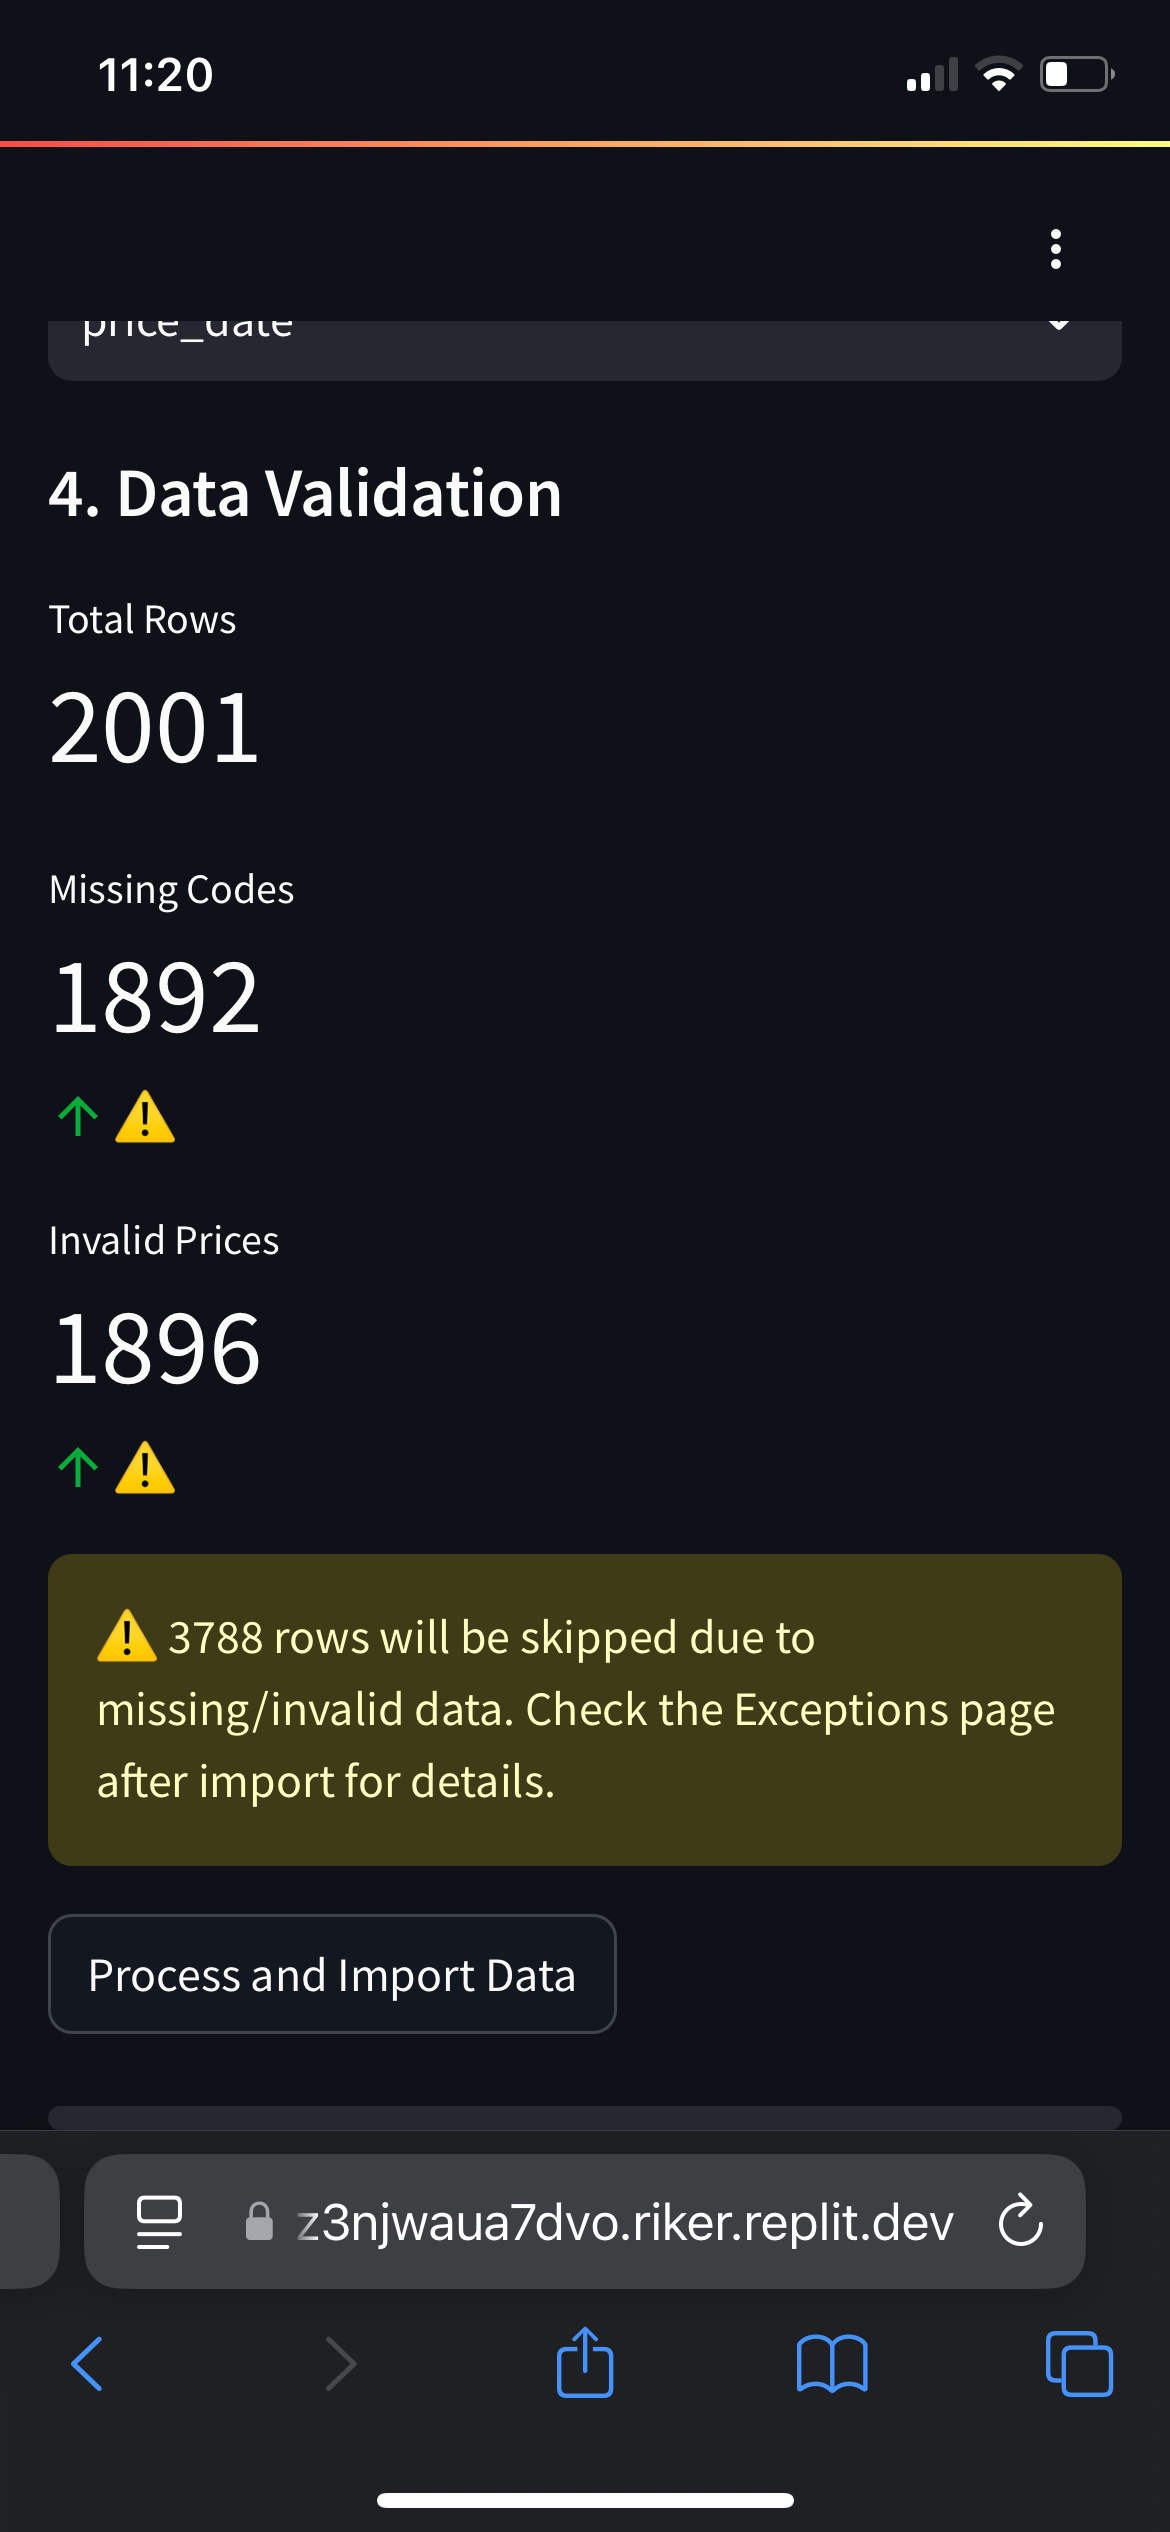 11:20
price_date
4. Data Validation
Total Rows
2001
Missing Codes
1892
Invalid Prices
1896
3788 rows will be skipped due to
missing/invalid data. Check the Exceptions page
after import for details.
Process and Import Data
z3njwaua7dvo.riker.replit.dev